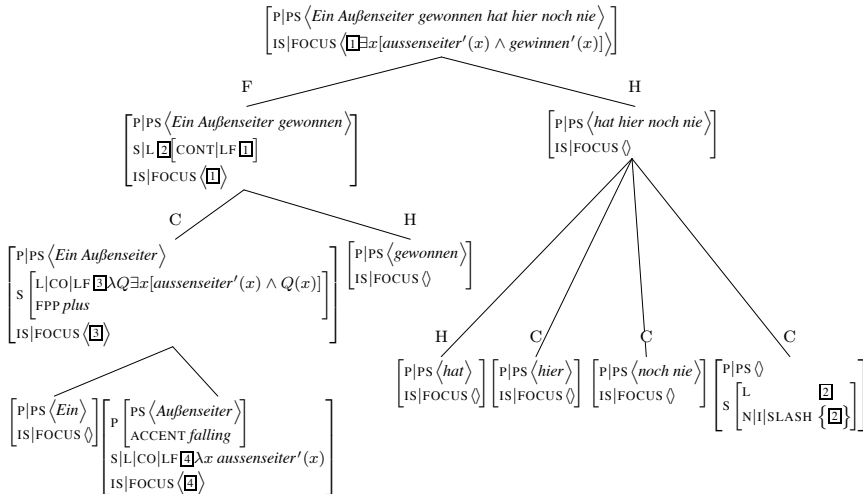 P|PS ⟨Ein Außenseiter gewonnen hat hier noch nie⟩
IS|FOCUS ⟨1∃x[aussenseiter′(x) ∧ gewinnen′(x)]⟩
F H
P|PS ⟨Ein Außenseiter gewonnen⟩
S|L 2[CONT|LF 1]
IS|FOCUS ⟨1⟩
P|PS ⟨hat hier noch nie⟩
IS|FOCUS ⟨⟩
C H
P|PS ⟨Ein Außenseiter⟩
S [L|CO|LF 3λQ∃x[aussenseiter′(x) ∧ Q(x)]
FPP plus]
IS|FOCUS ⟨3⟩
P|PS ⟨gewonnen⟩
IS|FOCUS ⟨⟩
H C C C
P|PS ⟨hat⟩
IS|FOCUS ⟨⟩
P|PS ⟨hier⟩
IS|FOCUS ⟨⟩
P|PS ⟨noch nie⟩
IS|FOCUS ⟨⟩
P|PS ⟨⟩
S [L 2
N|I|SLASH {2}]
P|PS ⟨Ein⟩
IS|FOCUS ⟨⟩
P [PS ⟨Außenseiter⟩
ACCENT falling]
S|L|CO|LF 4λx aussenseiter′(x)
IS|FOCUS ⟨4⟩